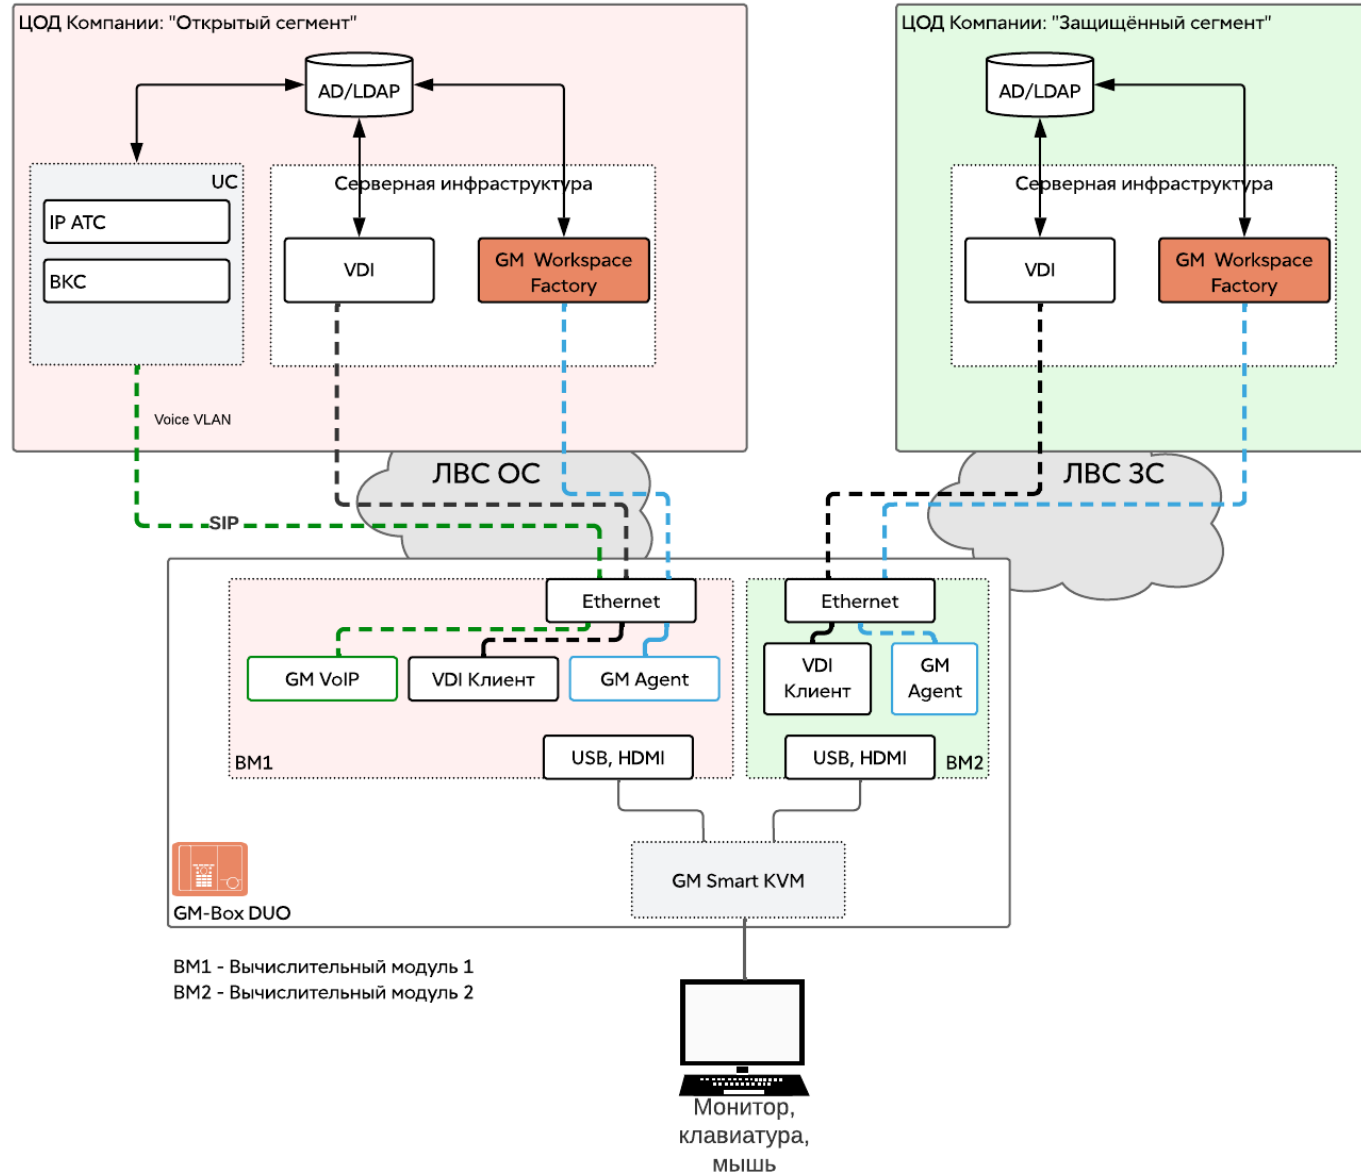 ЦОД Компании: "Открытый сегмент"
AD/LDAP
UC
IP АТС
ВКС
Серверная инфраструктура
VDI
GM Workspace
Factory
Voice VLAN
ЦОД Компании: "Защищённый сегмент"
AD/LDAP
Серверная инфраструктура
VDI
GM Workspace
Factory
ЛВС ОС
ЛВС ЗС
SIP
Ethernet
GM VoIP
VDI Клиент
GM Agent
USB, HDMI
ВМ1
Ethernet
VDI
Клиент
GM
Agent
USB, HDMI
ВМ2
GM Smart KVM
GM-Box DUO
ВМ1 - Вычислительный модуль 1
ВМ2 - Вычислительный модуль 2
Монитор,
клавиатура,
мышь